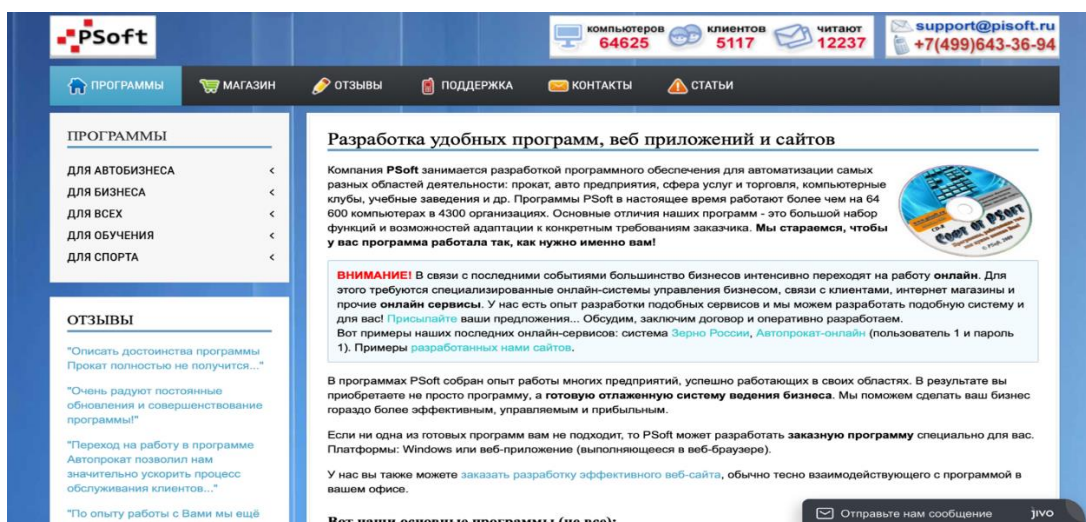 PSoft
компьютеров
64625
клиентов
5117
читают
12237
support@pisoft.ru
+7(499)643-36-94
ПРОГРАММЫ
МАГАЗИН
ОТЗЫВЫ
ПОДДЕРЖКА
КОНТАКТЫ
СТАТЬИ
ПРОГРАММЫ
ДЛЯ АВТОБИЗНЕСА
ДЛЯ БИЗНЕСА
ДЛЯ ВСЕХ
ДЛЯ ОБУЧЕНИЯ
ДЛЯ СПОРТА
ОТЗЫВЫ
"Описать достоинства программы
Прокат полностью не получится..."
"Очень радуют постоянные
обновления и совершенствование
программы!"
"Переход на работу в программе
Автопрокат позволил нам
значительно ускорить процесс
обслуживания клиентов..."
"По опыту работы с Вами мы ещё
Разработка удобных программ, веб приложений и сайтов
Компания PSoft занимается разработкой программного обеспечения для автоматизации самых
разных областей деятельности: прокат, авто предприятия, сфера услуг и торговля, компьютерные
клубы, учебные заведения и др. Программы PSoft в настоящее время работают более чем на 64
600 компьютерах в 4300 организациях. Основные отличия наших программ - это большой набор
функций и возможностей адаптации к конкретным требованиям заказчика. Мы стараемся, чтобы
у вас программа работала так, как нужно именно вам!
Софт от PSoft
ВНИМАНИЕ! В связи с последними событиями большинство бизнесов интенсивно переходят на работу онлайн. Для
этого требуются специализированные онлайн-системы управления бизнесом, связи с клиентами, интернет магазины и
прочие онлайн сервисы. У нас есть опыт разработки подобных сервисов и мы можем разработать подобную систему и
для вас! Присылайте ваши предложения... Обсудим, заключим договор и оперативно разработаем.
Вот примеры наших последних онлайн-сервисов: система Зерно России, Автопрокат-онлайн (пользователь 1 и пароль
1). Примеры разработанных нами сайтов.
В программах PSoft собран опыт работы многих предприятий, успешно работающих в своих областях. В результате вы
приобретаете не просто программу, а готовую отлаженную систему ведения бизнеса. Мы поможем сделать ваш бизнес
гораздо более эффективным, управляемым и прибыльным.
Если ни одна из готовых программ вам не подходит, то PSoft может разработать заказную программу специально для вас.
Платформы: Windows или веб-приложение (выполняющееся в веб-браузере).
У нас вы также можете заказать разработку эффективного веб-сайта, обычно тесно взаимодействующего с программой в
вашем офисе.
Вот наши основные программы (не все):
Отправьте нам сообщение
jivo